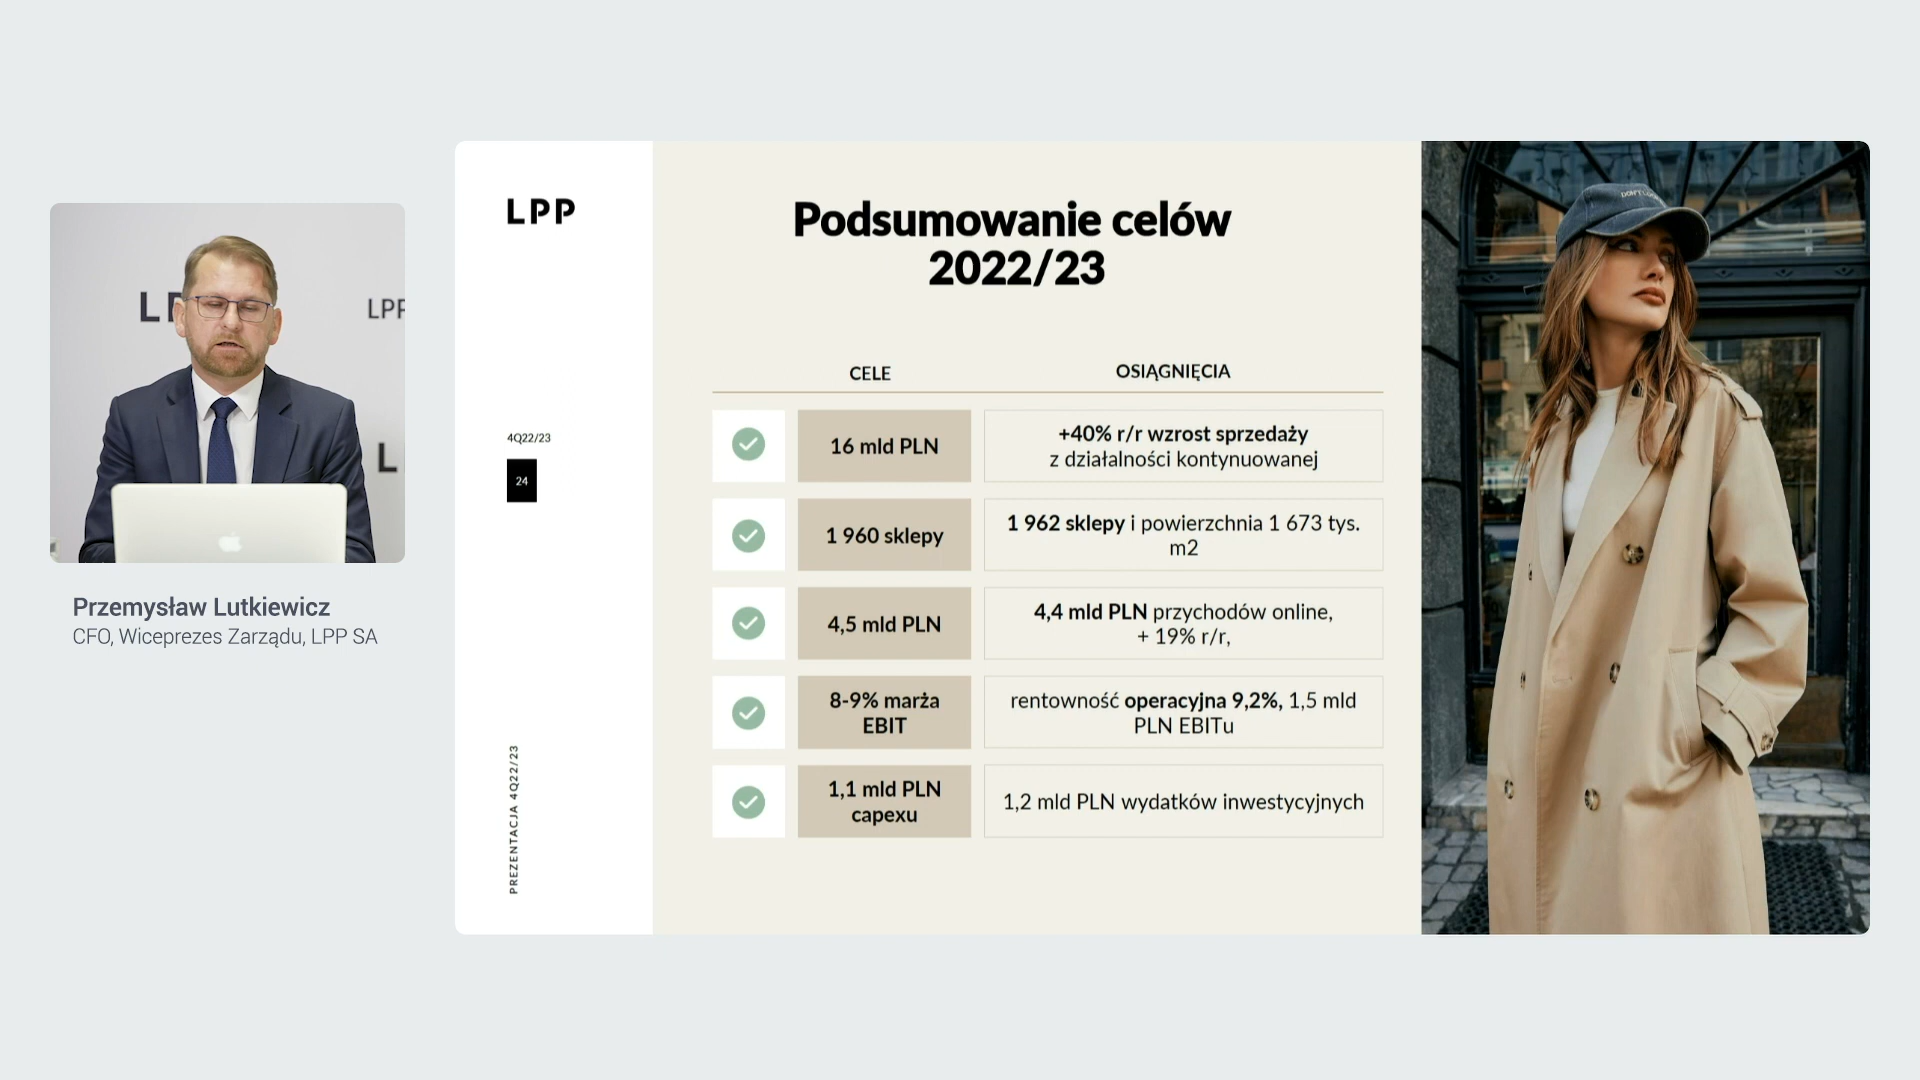 LPP
LPP
L
Przemysław Lutkiewicz
CFO, Wiceprezes Zarządu, LPP SA
LPP
4Q22/23
24
PREZENTACJA 4Q22/23
Podsumowanie celów
2022/23
CELE
OSIĄGNIĘCIA
16 mld PLN
+40% r/r wzrost sprzedaży
z działalności kontynuowanej
1 960 sklepy
1 962 sklepy i powierzchnia 1 673 tys.
m2
4,5 mld PLN
4,4 mld PLN przychodów online,
+ 19% r/r,
8-9% marża
EBIT
rentowność operacyjna 9,2%, 1,5 mld
PLN EBITu
1,1 mld PLN
capexu
1,2 mld PLN wydatków inwestycyjnych